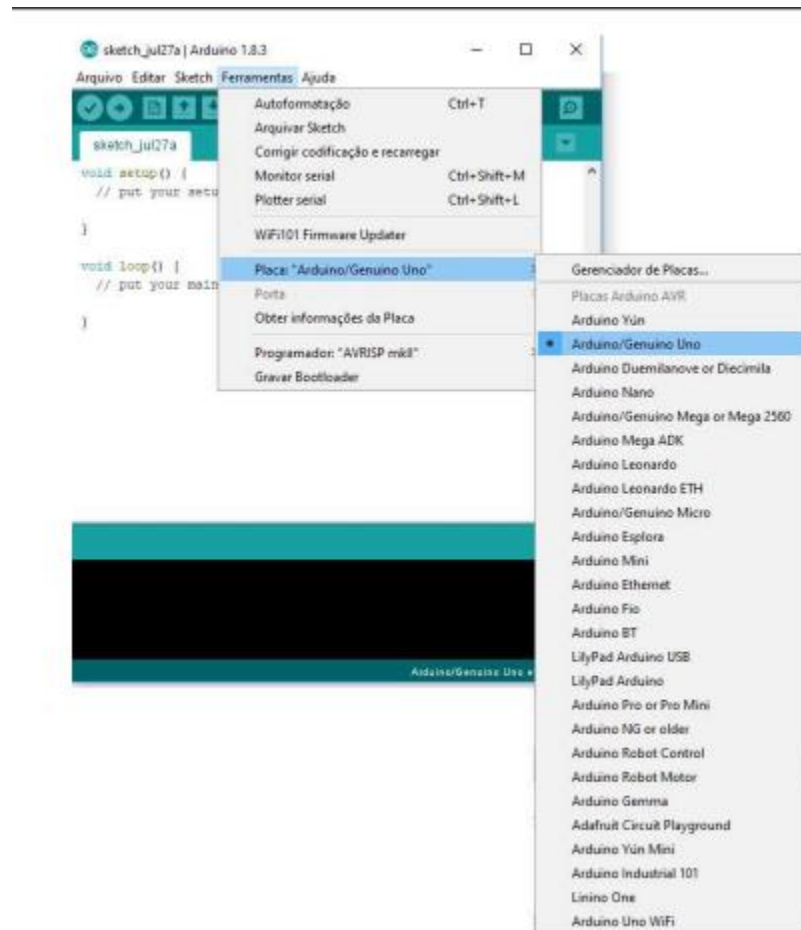 sketch_jul27a | Arduino 1.8.3
Arquivo Editar Sketch Ferramentas Ajuda
sketch_jul27a
void setup() {
// put your setu
}
void loop() {
// put your main
}
Autoformatação Ctrl+T
Arquivar Sketch
Corrigir codificação e recarregar
Monitor serial Ctrl+Shift+M
Plotter serial Ctrl+Shift+L
WiFi101 Firmware Updater
Placa: "Arduino/Genuino Uno"
Porta
Obter informações da Placa
Programador: "AVRISP mkII"
Gravar Bootloader
Gerenciador de Placas...
Placas Arduino AVR
Arduino Yún
Arduino/Genuino Uno
Arduino Duemilanove or Diecimila
Arduino Nano
Arduino/Genuino Mega or Mega 2560
Arduino Mega ADK
Arduino Leonardo
Arduino Leonardo ETH
Arduino/Genuino Micro
Arduino Esplora
Arduino Mini
Arduino Ethernet
Arduino Fio
Arduino BT
LilyPad Arduino USB
LilyPad Arduino
Arduino Pro or Pro Mini
Arduino NG or older
Arduino Robot Control
Arduino Robot Motor
Arduino Gemma
Adafruit Circuit Playground
Arduino Yún Mini
Arduino Industrial 101
Linino One
Arduino Uno WiFi
Arduino/Genuino Uno e